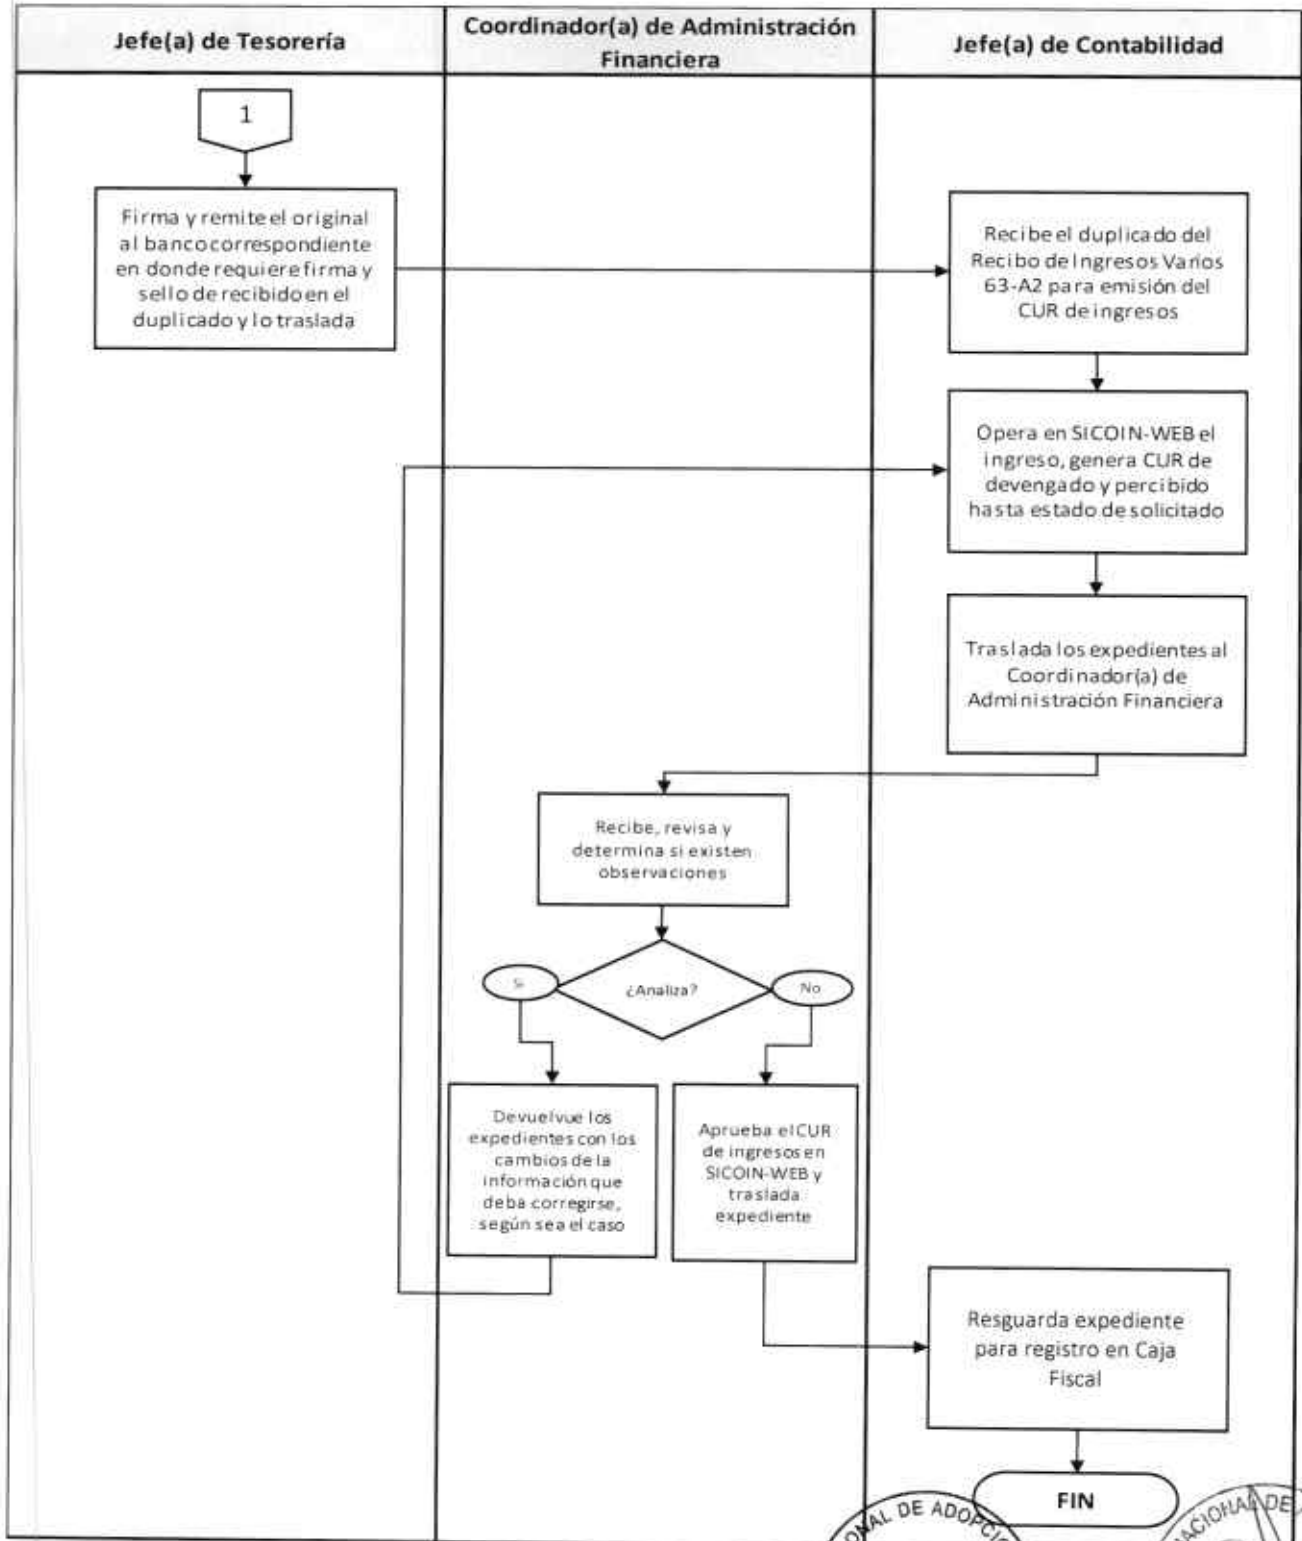 Jefe(a) de Tesorería
Coordinador(a) de Administración
Financiera
Jefe(a) de Contabilidad
1
Firma y remite el original
al banco correspondiente
en donde requiere firma y
sello de recibido en el
duplicado y lo traslada
Recibe el duplicado del
Recibo de Ingresos Varios
63-A2 para emisión del
CUR de ingresos
Opera en SICOIN-WEB el
ingreso, genera CUR de
devengado y percibido
hasta estado de solicitado
Traslada los expedientes al
Coordinador(a) de
Administración Financiera
Recibe, revisa y
determina si existen
observaciones
Si
¿Analiza?
No
Devuelvue los
expedientes con los
cambios de la
información que
deba corregirse,
según sea el caso
Aprueba el CUR
de ingresos en
SICOIN-WEB y
traslada
expediente
Resguarda expediente
para registro en Caja
Fiscal
FIN
ONAL DE ADOPCIO
NACIONAL DE